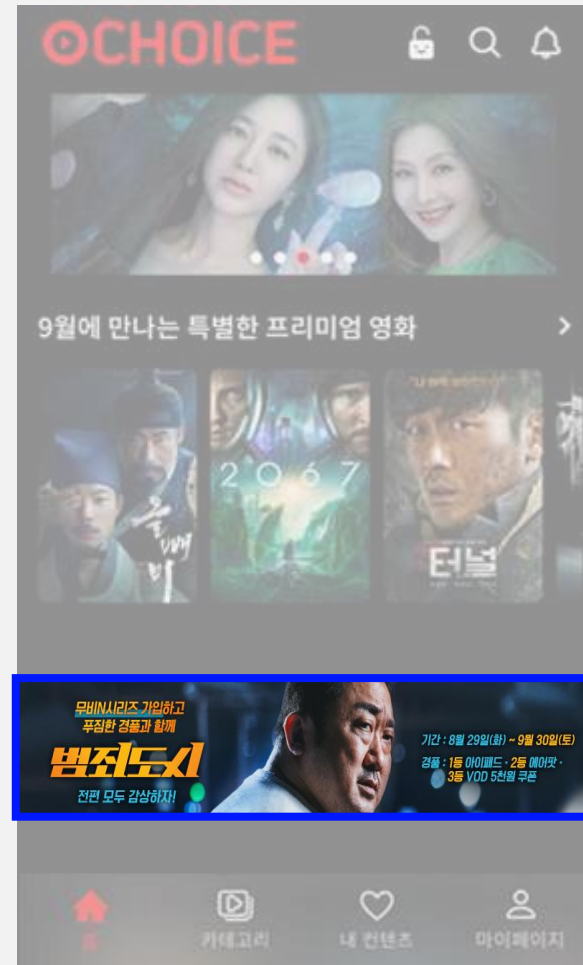 OCHOICE
9월에 만나는 특별한 프리미엄 영화
올빼미
2067
터널
무비N시리즈 가입하고
푸짐한 경품과 함께
범죄도시
전편 모두 감상하자!
기간 : 8월 29일(화) ~ 9월 30일(토)
경품 : 1등 아이패드 · 2등 에어팟 ·
3등 VOD 5천원 쿠폰
홈
카테고리
내 컨텐츠
마이페이지